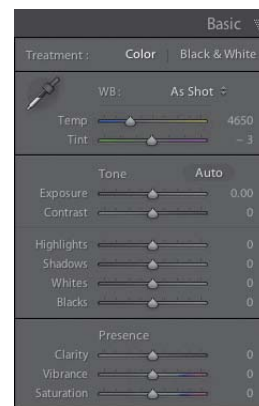 Basic
Treatment : Color Black & White
WB : As Shot
Temp 4650
Tint – 3
Tone Auto
Exposure 0.00
Contrast 0
Highlights 0
Shadows 0
Whites 0
Blacks 0
Presence
Clarity 0
Vibrance 0
Saturation 0